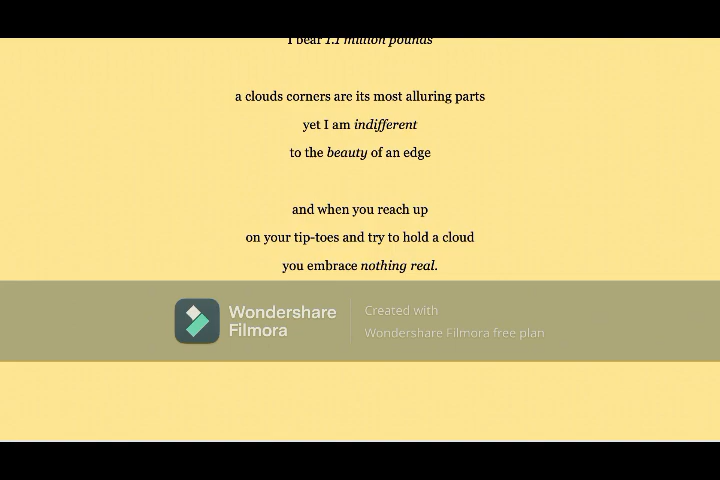 I bear 1.1 million pounds
a clouds corners are its most alluring parts
yet I am indifferent
to the beauty of an edge
and when you reach up
on your tip-toes and try to hold a cloud
you embrace nothing real.
Wondershare
Filmora
Created with
Wondershare Filmora free plan